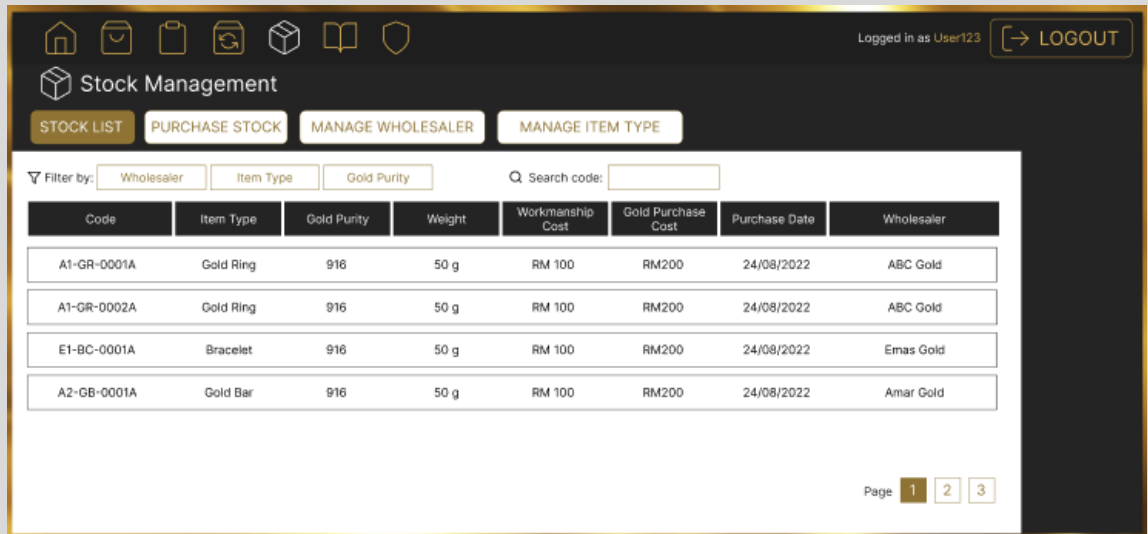 Logged in as User123 LOGOUT
Stock Management
STOCK LIST PURCHASE STOCK MANAGE WHOLESALER MANAGE ITEM TYPE
Filter by: Wholesaler Item Type Gold Purity Search code:
Code Item Type Gold Purity Weight Workmanship Cost Gold Purchase Cost Purchase Date Wholesaler
A1-GR-0001A Gold Ring 916 50 g RM 100 RM200 24/08/2022 ABC Gold
A1-GR-0002A Gold Ring 916 50 g RM 100 RM200 24/08/2022 ABC Gold
E1-BC-0001A Bracelet 916 50 g RM 100 RM200 24/08/2022 Emas Gold
A2-GB-0001A Gold Bar 916 50 g RM 100 RM200 24/08/2022 Amar Gold
Page 1 2 3